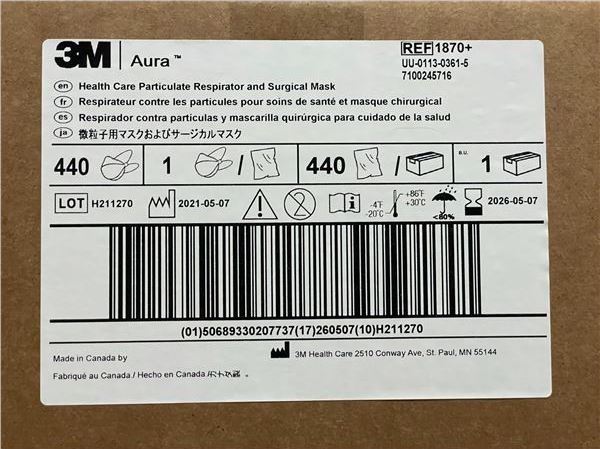 3M Aura™
REF 1870+
UU-0113-0361-5
7100245716
en Health Care Particulate Respirator and Surgical Mask
fr Respirateur contre les particules pour soins de santé et masque chirurgical
es Respirador contra partículas y mascarilla quirúrgica para cuidado de la salud
ja 微粒子用マスクおよびサージカルマスク
440 1 / 440 / B.U. 1
LOT H211270 2021-05-07 2 i -4°F -20°C +86°F +30°C <80% 2026-05-07
(01)50689330207737(17)260507(10)H211270
Made in Canada by 3M Health Care 2510 Conway Ave, St. Paul, MN 55144
Fabriqué au Canada / Hecho en Canada /